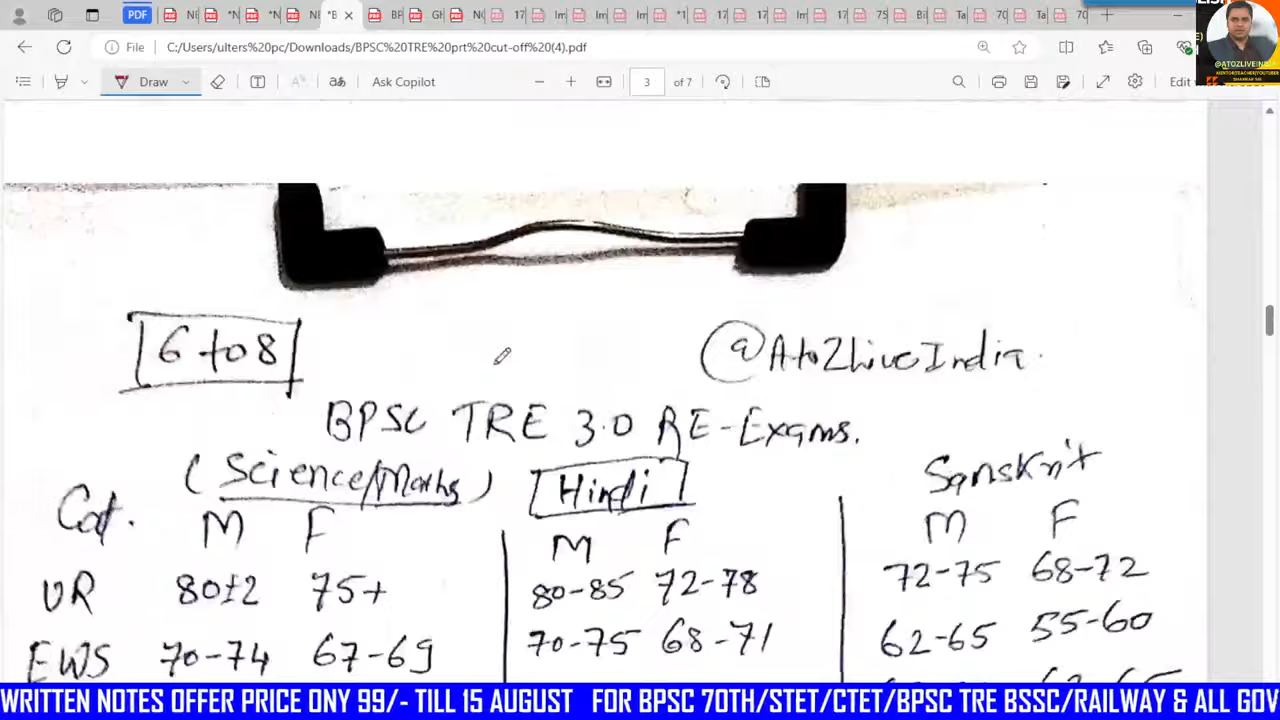 PDF
File
C:/Users/ulters%20pc/Downloads/BPSC%20TRE%20prt%20cut-off%20(4).pdf
Draw
Ask Copilot
3 of 7
@ATOZLIVEINDIA
6 to 8
@AtoZLiveIndia.
BPSC TRE 3.0 RE-Exams.
(Science/Maths) Hindi Sanskrit
Cat. M F M F M F
UR 80±2 75+ 80-85 72-78 72-75 68-72
EWS 70-74 67-69 70-75 68-71 62-65 55-60
WRITTEN NOTES OFFER PRICE ONY 99/- TILL 15 AUGUST FOR BPSC 70TH/STET/CTET/BPSC TRE BSSC/RAILWAY & ALL GOV